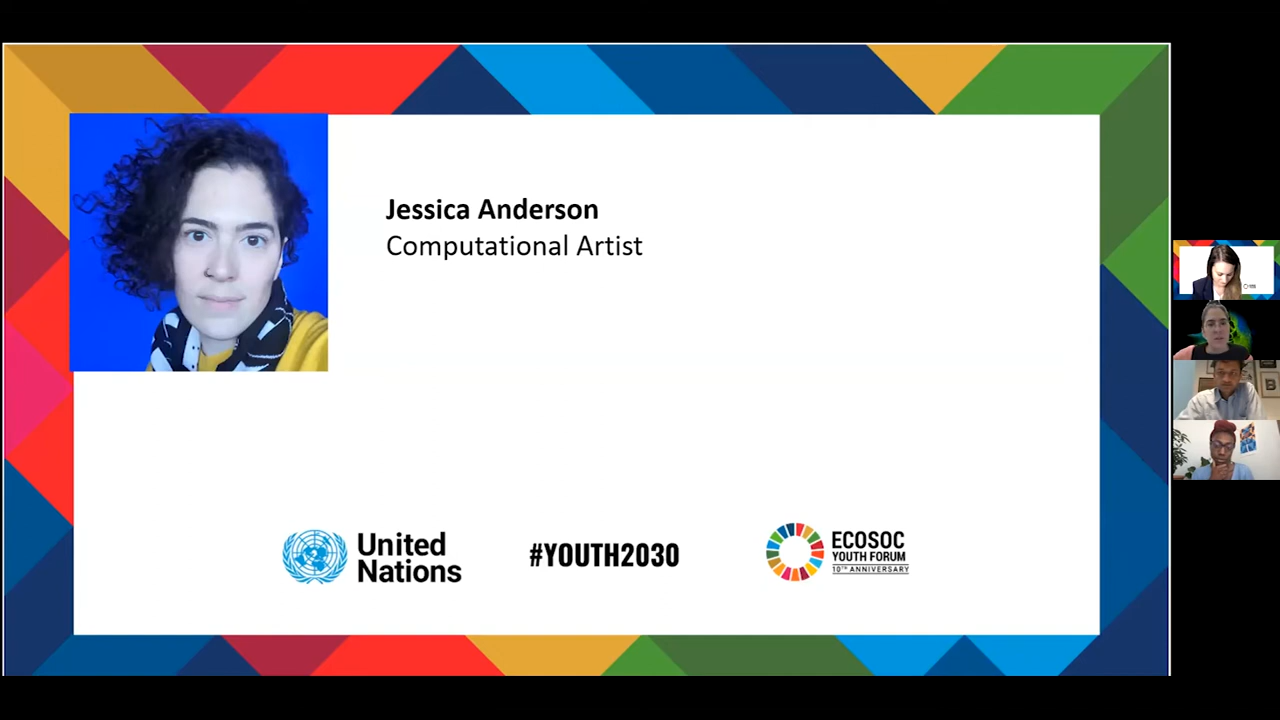 Jessica Anderson
Computational Artist
United
Nations
#YOUTH2030
ECOSOC
YOUTH FORUM
10TH ANNIVERSARY
B